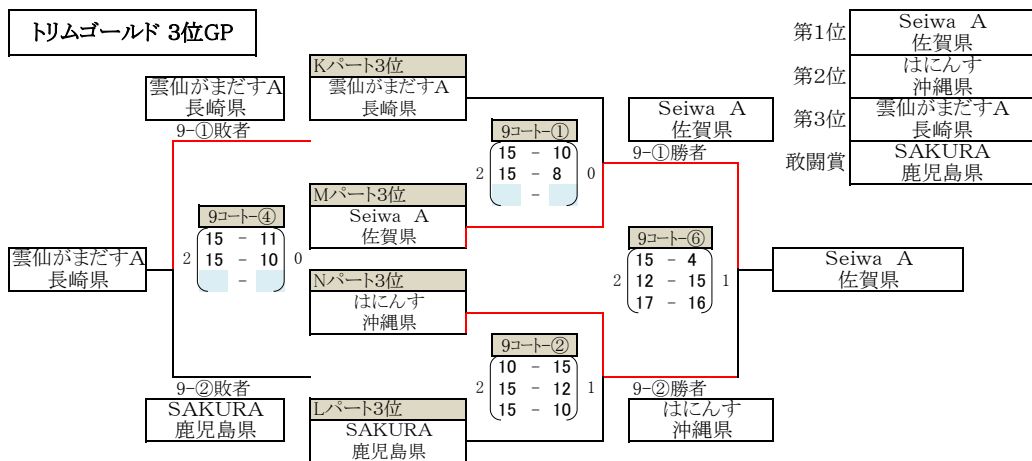 トリムゴールド 3位GP
第1位
Seiwa A
佐賀県
第2位
はにんす
沖縄県
第3位
雲仙がまだすA
長崎県
敢闘賞
SAKURA
鹿児島県
雲仙がまだすA
長崎県
9-①敗者
Kパート3位
雲仙がまだすA
長崎県
9コート-①
15 - 10
2 15 - 8 0
-
Seiwa A
佐賀県
9-①勝者
Mパート3位
Seiwa A
佐賀県
9コート-④
15 - 11
2 15 - 10 0
-
雲仙がまだすA
長崎県
9コート-⑥
15 - 4
2 12 - 15 1
17 - 16
Seiwa A
佐賀県
Nパート3位
はにんす
沖縄県
9コート-②
10 - 15
2 15 - 12 1
15 - 10
9-②敗者
SAKURA
鹿児島県
Lパート3位
SAKURA
鹿児島県
9-②勝者
はにんす
沖縄県